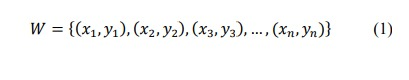 W = {(x₁, y₁), (x₂, y₂), (x₃, y₃), …, (xₙ, yₙ)} (1)